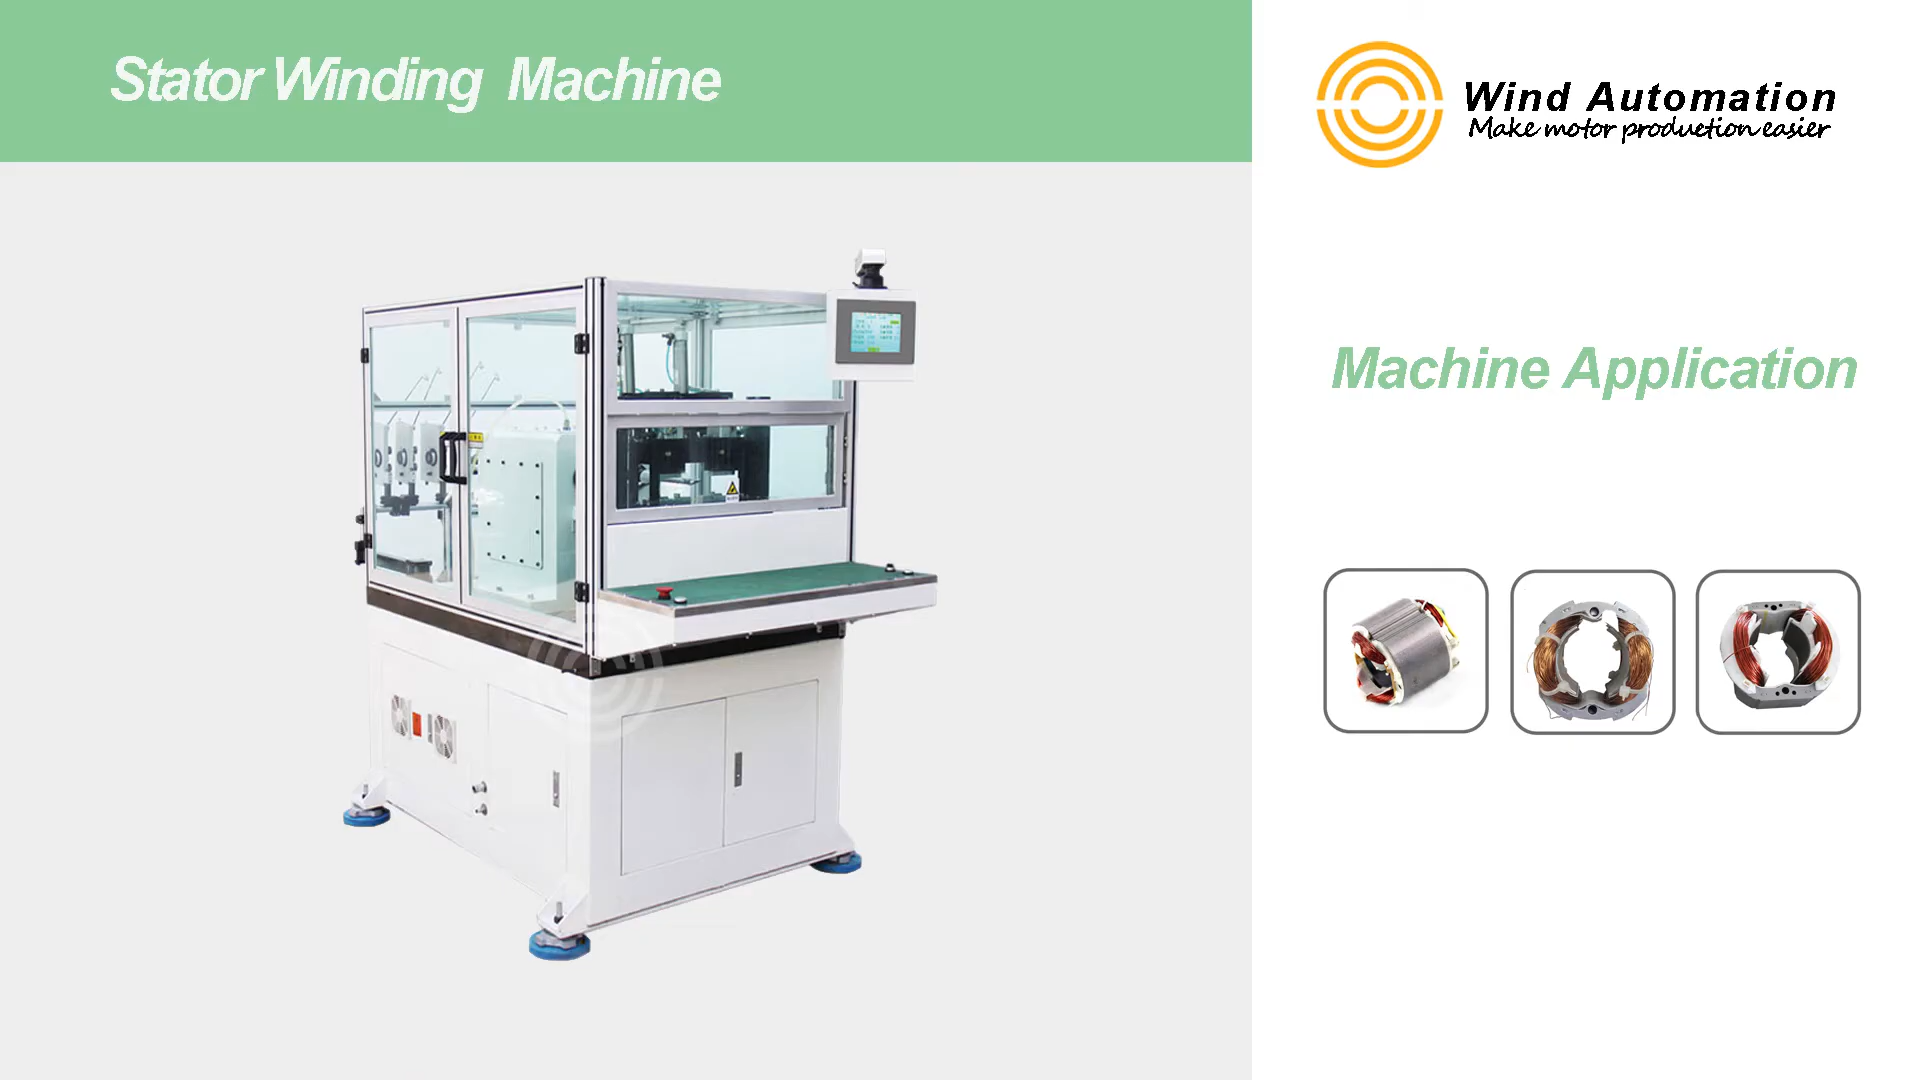 Stator Winding Machine
Wind Automation
Make motor production easier
Machine Application